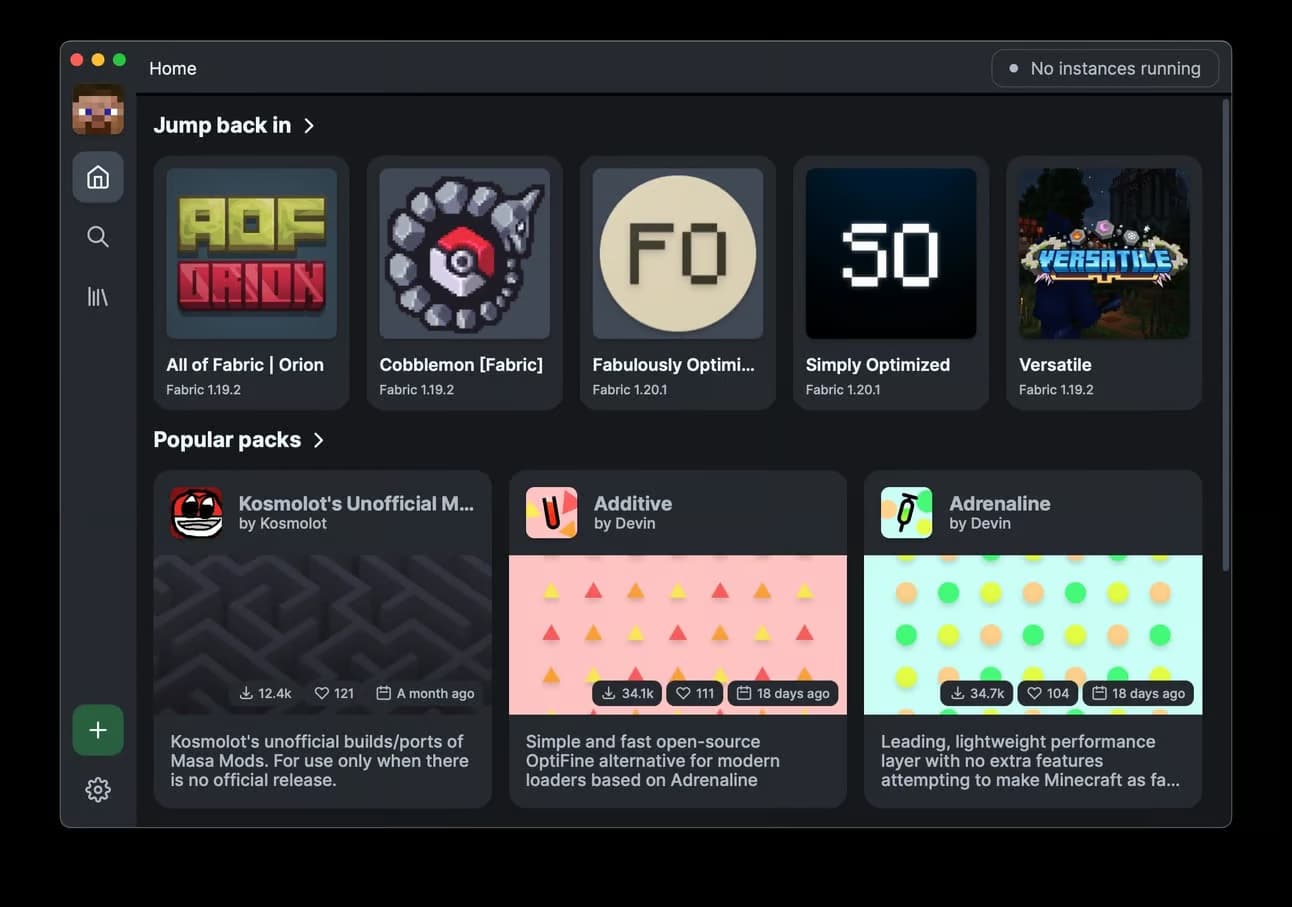 Home
No instances running
Jump back in
AOF
ORION
FO
SO
VERSATILE
All of Fabric | Orion
Fabric 1.19.2
Cobblemon [Fabric]
Fabric 1.19.2
Fabulously Optimi...
Fabric 1.20.1
Simply Optimized
Fabric 1.20.1
Versatile
Fabric 1.19.2
Popular packs
Kosmolot's Unofficial M...
by Kosmolot
12.4k
121
A month ago
Kosmolot's unofficial builds/ports of
Masa Mods. For use only when there
is no official release.
Additive
by Devin
34.1k
111
18 days ago
Simple and fast open-source
OptiFine alternative for modern
loaders based on Adrenaline
Adrenaline
by Devin
34.7k
104
18 days ago
Leading, lightweight performance
layer with no extra features
attempting to make Minecraft as fa...